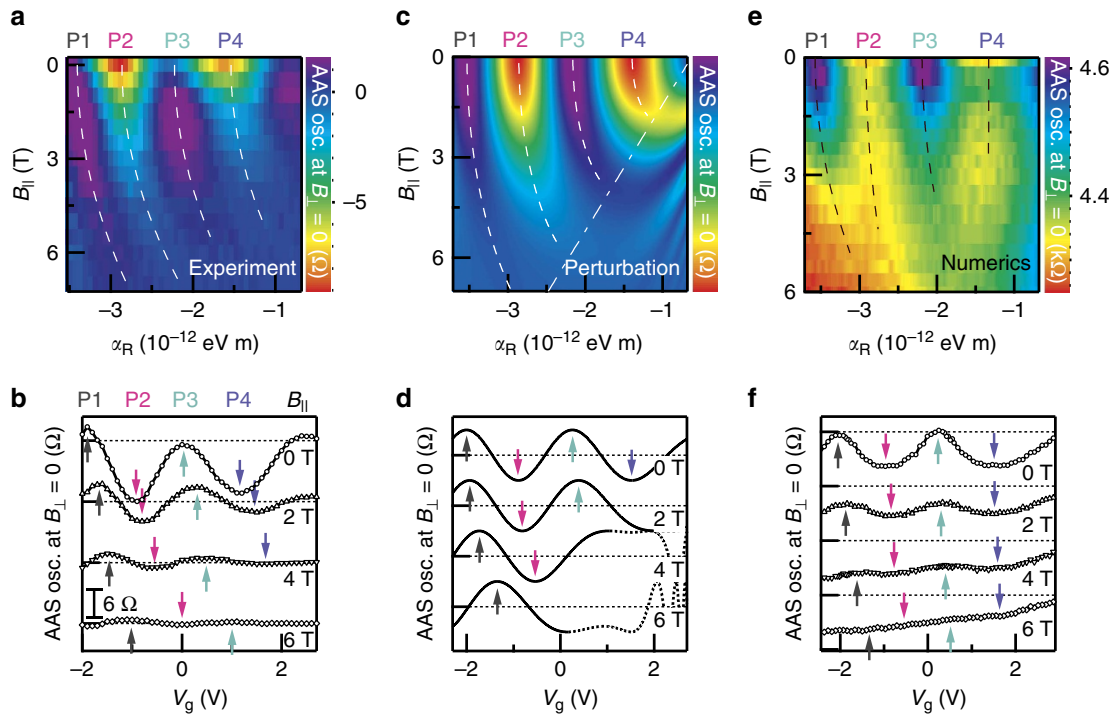 a
P1 P2 P3 P4
0
3
6
B|| (T)
Experiment
−3 −2 −1
αR (10−12 eV m)
0
−5
AAS osc. at B⊥ = 0 (Ω)
c
P1 P2 P3 P4
0
3
6
B|| (T)
Perturbation
−3 −2 −1
αR (10−12 eV m)
AAS osc. at B⊥ = 0 (Ω)
e
P1 P2 P3 P4
0
3
6
B|| (T)
Numerics
−3 −2 −1
αR (10−12 eV m)
4.6
4.4
AAS osc. at B⊥ = 0 (kΩ)
b
P1 P2 P3 P4 B||
0 T
2 T
4 T
6 T
6 Ω
AAS osc. at B⊥ = 0 (Ω)
−2 0 2
Vg (V)
d
0 T
2 T
4 T
6 T
AAS osc. at B⊥ = 0 (Ω)
−2 0 2
Vg (V)
f
0 T
2 T
4 T
6 T
AAS osc. at B⊥ = 0 (Ω)
−2 0 2
Vg (V)